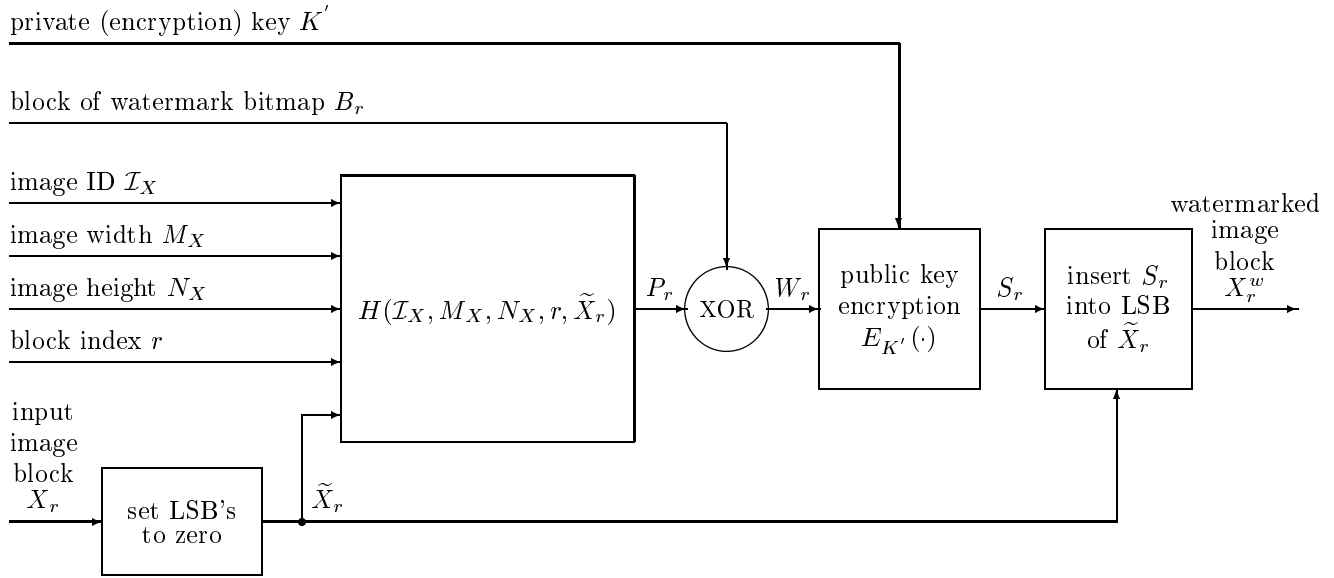 private (encryption) key K′
block of watermark bitmap B_r
image ID 𝓘_X
image width M_X
image height N_X
block index r
input
image
block
X_r
set LSB's
to zero
X̃_r
H(𝓘_X, M_X, N_X, r, X̃_r)
P_r
XOR
W_r
public key
encryption
E_K′(·)
S_r
insert S_r
into LSB
of X̃_r
watermarked
image
block
X_r^w